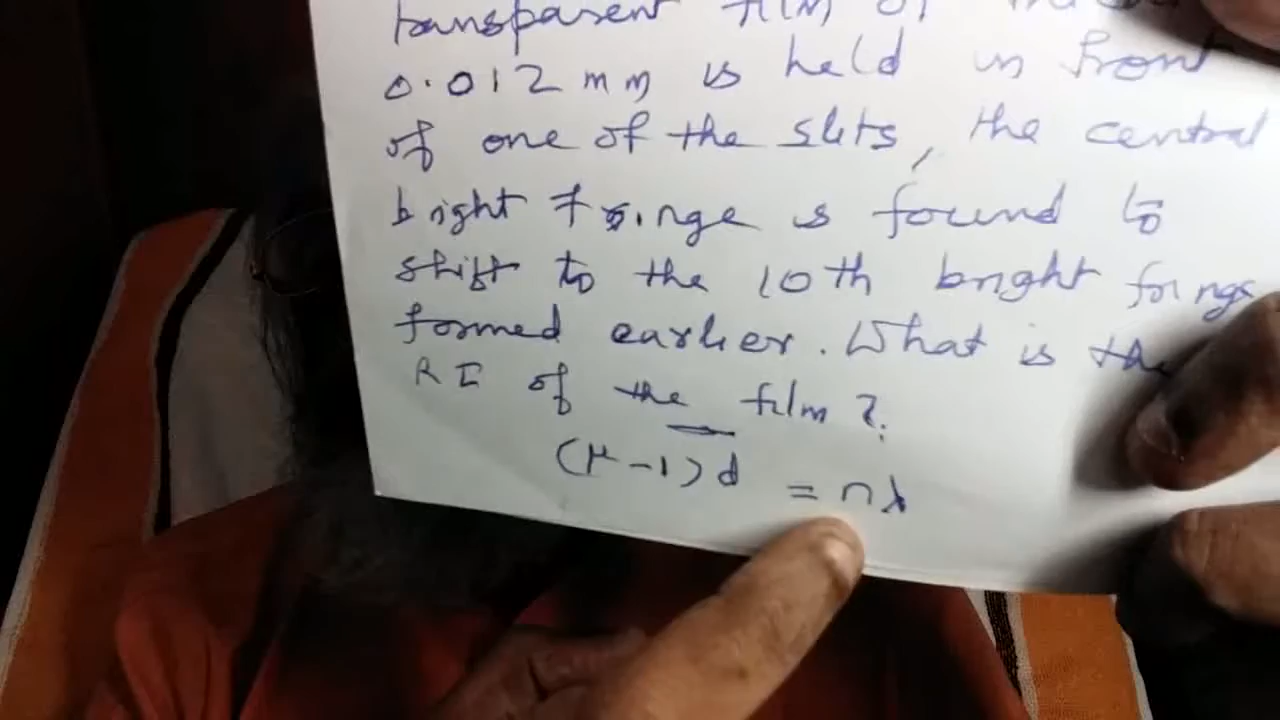 transparent film of
0.012 mm is held in front
of one of the slits, the central
bright fringe is found to
shift to the 10th bright fringe
formed earlier. What is the
RI of the film?
(μ-1)d = nλ